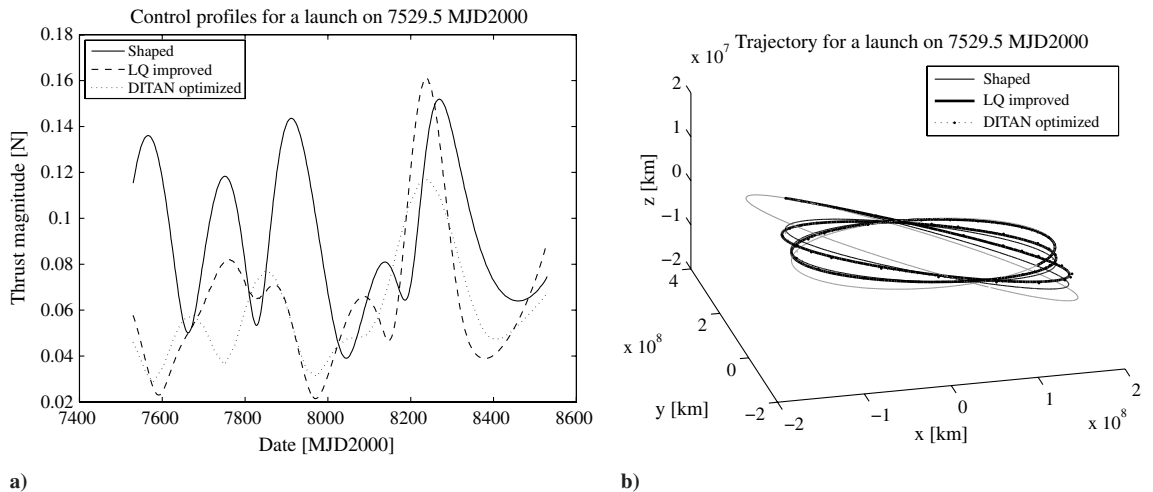 Control profiles for a launch on 7529.5 MJD2000
0.18
0.16
0.14
0.12
0.1
0.08
0.06
0.04
0.02
Thrust magnitude [N]
Shaped
LQ improved
DITAN optimized
7400
7600
7800
8000
8200
8400
8600
Date [MJD2000]
a)
Trajectory for a launch on 7529.5 MJD2000
x 10^7
Shaped
LQ improved
DITAN optimized
2
1
0
−1
−2
z [km]
4
2
0
−2
x 10^8
y [km]
−2
−1
0
1
2
x 10^8
x [km]
b)